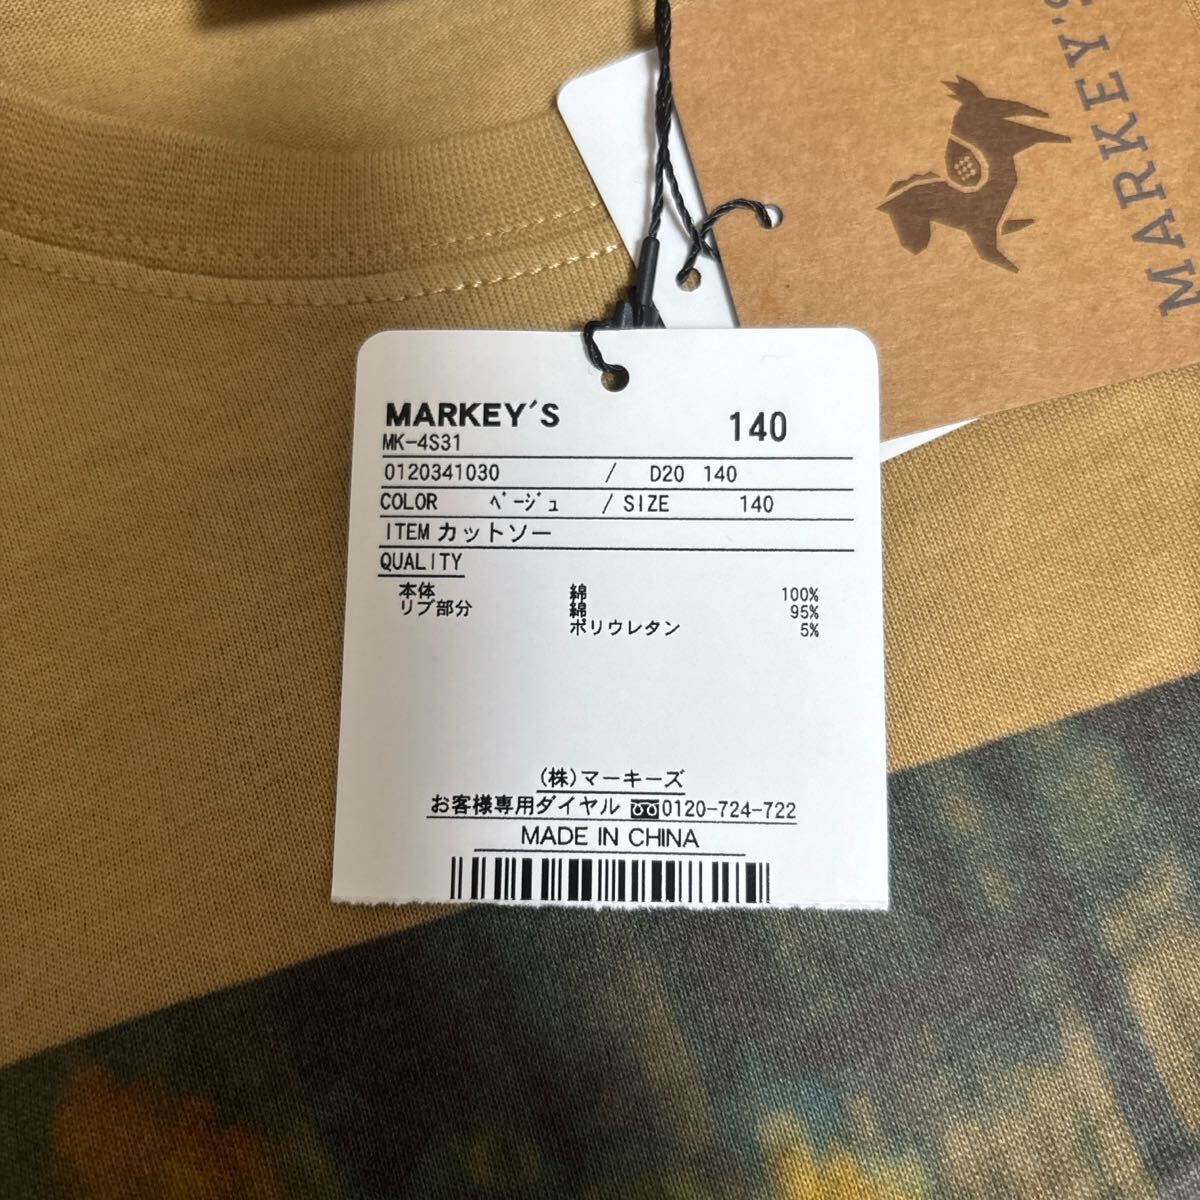 MARKEY'S
MARKEY'S 140
MK-4S31
0120341030 / D20 140
COLOR ﾍﾞｰｼﾞｭ / SIZE 140
ITEM カットソー
QUALITY
本体 綿 100%
リブ部分 綿 95%
ポリウレタン 5%
(株)マーキーズ
お客様専用ダイヤル 0120-724-722
MADE IN CHINA